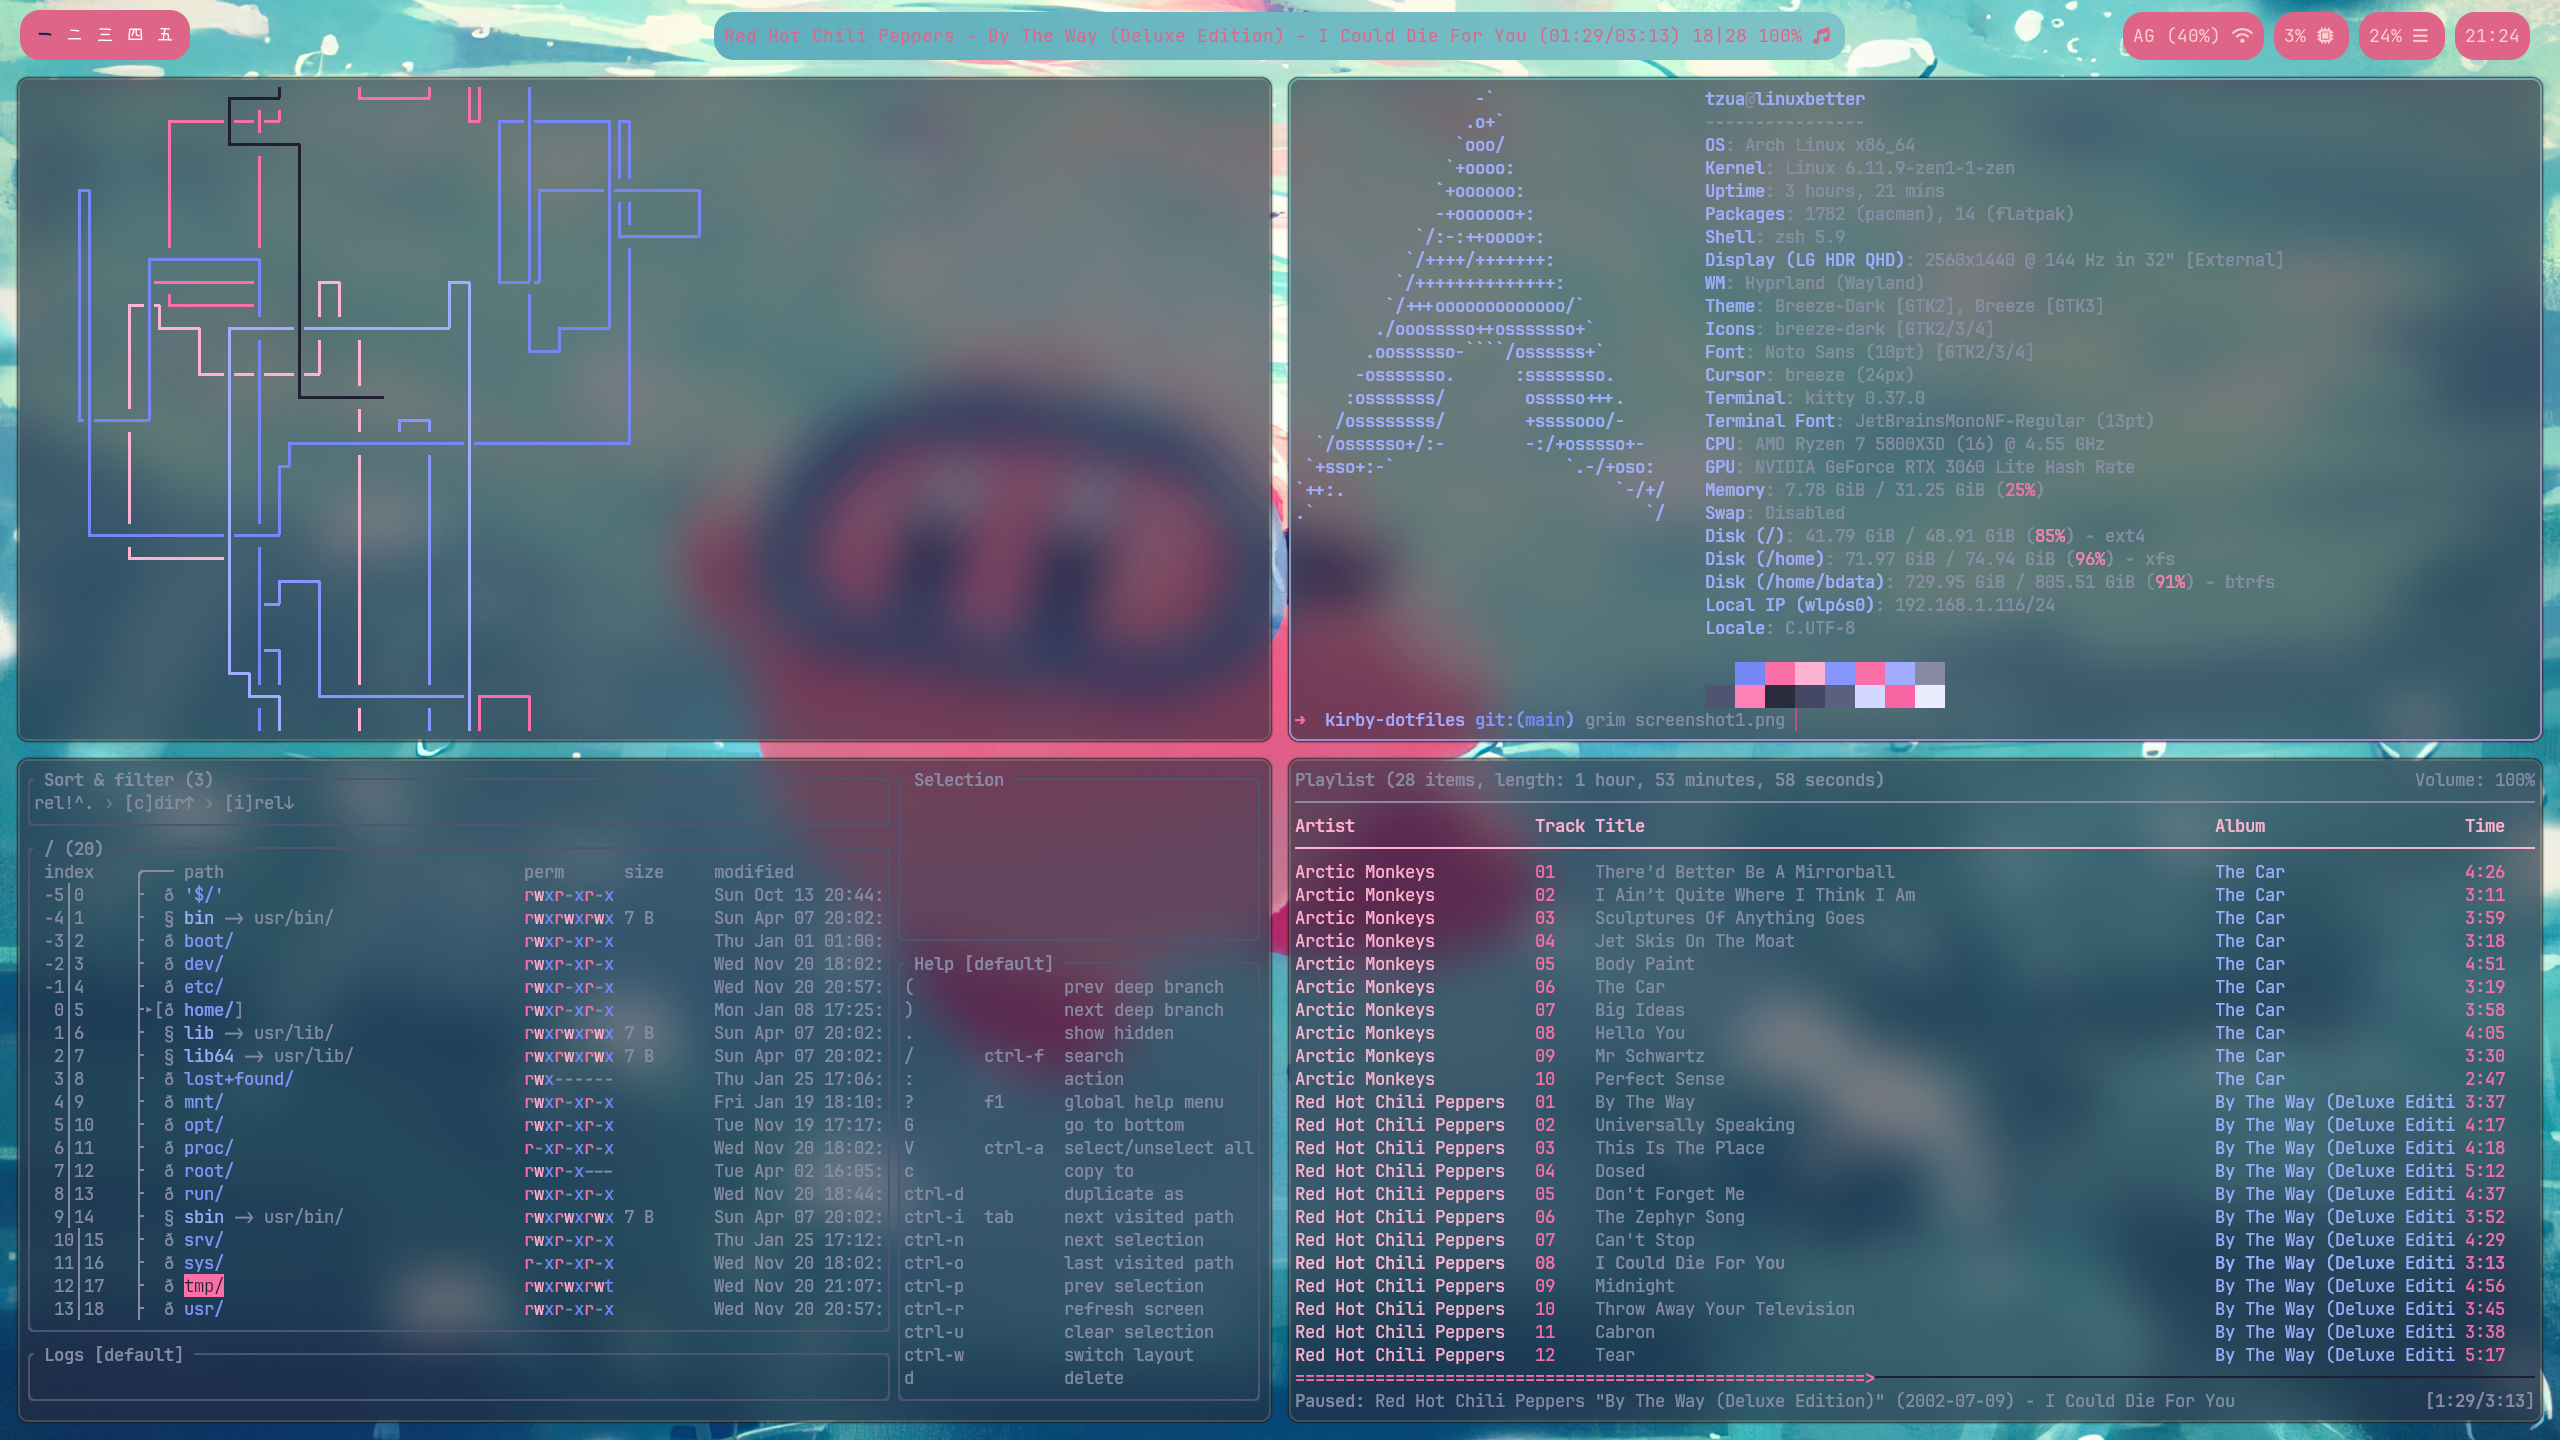 一 二 三 四 五
Red Hot Chili Peppers - By The Way (Deluxe Edition) - I Could Die For You (01:29/03:13) 18|28 100%
AG (40%)
3%
24%
21:24
tzua@linuxbetter
----------------
OS: Arch Linux x86_64
Kernel: Linux 6.11.9-zen1-1-zen
Uptime: 3 hours, 21 mins
Packages: 1782 (pacman), 14 (flatpak)
Shell: zsh 5.9
Display (LG HDR QHD): 2560x1440 @ 144 Hz in 32" [External]
WM: Hyprland (Wayland)
Theme: Breeze-Dark [GTK2], Breeze [GTK3]
Icons: breeze-dark [GTK2/3/4]
Font: Noto Sans (10pt) [GTK2/3/4]
Cursor: breeze (24px)
Terminal: kitty 0.37.0
Terminal Font: JetBrainsMonoNF-Regular (13pt)
CPU: AMD Ryzen 7 5800X3D (16) @ 4.55 GHz
GPU: NVIDIA GeForce RTX 3060 Lite Hash Rate
Memory: 7.78 GiB / 31.25 GiB (25%)
Swap: Disabled
Disk (/): 41.79 GiB / 48.91 GiB (85%) - ext4
Disk (/home): 71.97 GiB / 74.94 GiB (96%) - xfs
Disk (/home/bdata): 729.95 GiB / 805.51 GiB (91%) - btrfs
Local IP (wlp6s0): 192.168.1.116/24
Locale: C.UTF-8
➜ kirby-dotfiles git:(main) grim screenshot1.png
Sort & filter (3)
rel!^. › [c]dir↑ › [i]rel↓
/ (20)
index path perm size modified
-5│0 ð '$/' rwxr-xr-x Sun Oct 13 20:44:
-4│1 § bin -> usr/bin/ rwxrwxrwx 7 B Sun Apr 07 20:02:
-3│2 ð boot/ rwxr-xr-x Thu Jan 01 01:00:
-2│3 ð dev/ rwxr-xr-x Wed Nov 20 18:02:
-1│4 ð etc/ rwxr-xr-x Wed Nov 20 20:57:
0│5 ▸[ð home/] rwxr-xr-x Mon Jan 08 17:25:
1│6 § lib -> usr/lib/ rwxrwxrwx 7 B Sun Apr 07 20:02:
2│7 § lib64 -> usr/lib/ rwxrwxrwx 7 B Sun Apr 07 20:02:
3│8 ð lost+found/ rwx------ Thu Jan 25 17:06:
4│9 ð mnt/ rwxr-xr-x Fri Jan 19 18:10:
5│10 ð opt/ rwxr-xr-x Tue Nov 19 17:17:
6│11 ð proc/ r-xr-xr-x Wed Nov 20 18:02:
7│12 ð root/ rwxr-x--- Tue Apr 02 16:05:
8│13 ð run/ rwxr-xr-x Wed Nov 20 18:44:
9│14 § sbin -> usr/bin/ rwxrwxrwx 7 B Sun Apr 07 20:02:
10│15 ð srv/ rwxr-xr-x Thu Jan 25 17:12:
11│16 ð sys/ r-xr-xr-x Wed Nov 20 18:02:
12│17 ð tmp/ rwxrwxrwt Wed Nov 20 21:07:
13│18 ð usr/ rwxr-xr-x Wed Nov 20 20:57:
Logs [default]
Selection
Help [default]
( prev deep branch
) next deep branch
. show hidden
/ ctrl-f search
: action
? f1 global help menu
G go to bottom
V ctrl-a select/unselect all
c copy to
ctrl-d duplicate as
ctrl-i tab next visited path
ctrl-n next selection
ctrl-o last visited path
ctrl-p prev selection
ctrl-r refresh screen
ctrl-u clear selection
ctrl-w switch layout
d delete
Playlist (28 items, length: 1 hour, 53 minutes, 58 seconds) Volume: 100%
Artist Track Title Album Time
Arctic Monkeys 01 There’d Better Be A Mirrorball The Car 4:26
Arctic Monkeys 02 I Ain’t Quite Where I Think I Am The Car 3:11
Arctic Monkeys 03 Sculptures Of Anything Goes The Car 3:59
Arctic Monkeys 04 Jet Skis On The Moat The Car 3:18
Arctic Monkeys 05 Body Paint The Car 4:51
Arctic Monkeys 06 The Car The Car 3:19
Arctic Monkeys 07 Big Ideas The Car 3:58
Arctic Monkeys 08 Hello You The Car 4:05
Arctic Monkeys 09 Mr Schwartz The Car 3:30
Arctic Monkeys 10 Perfect Sense The Car 2:47
Red Hot Chili Peppers 01 By The Way By The Way (Deluxe Editi 3:37
Red Hot Chili Peppers 02 Universally Speaking By The Way (Deluxe Editi 4:17
Red Hot Chili Peppers 03 This Is The Place By The Way (Deluxe Editi 4:18
Red Hot Chili Peppers 04 Dosed By The Way (Deluxe Editi 5:12
Red Hot Chili Peppers 05 Don't Forget Me By The Way (Deluxe Editi 4:37
Red Hot Chili Peppers 06 The Zephyr Song By The Way (Deluxe Editi 3:52
Red Hot Chili Peppers 07 Can't Stop By The Way (Deluxe Editi 4:29
Red Hot Chili Peppers 08 I Could Die For You By The Way (Deluxe Editi 3:13
Red Hot Chili Peppers 09 Midnight By The Way (Deluxe Editi 4:56
Red Hot Chili Peppers 10 Throw Away Your Television By The Way (Deluxe Editi 3:45
Red Hot Chili Peppers 11 Cabron By The Way (Deluxe Editi 3:38
Red Hot Chili Peppers 12 Tear By The Way (Deluxe Editi 5:17
Paused: Red Hot Chili Peppers "By The Way (Deluxe Edition)" (2002-07-09) - I Could Die For You [1:29/3:13]